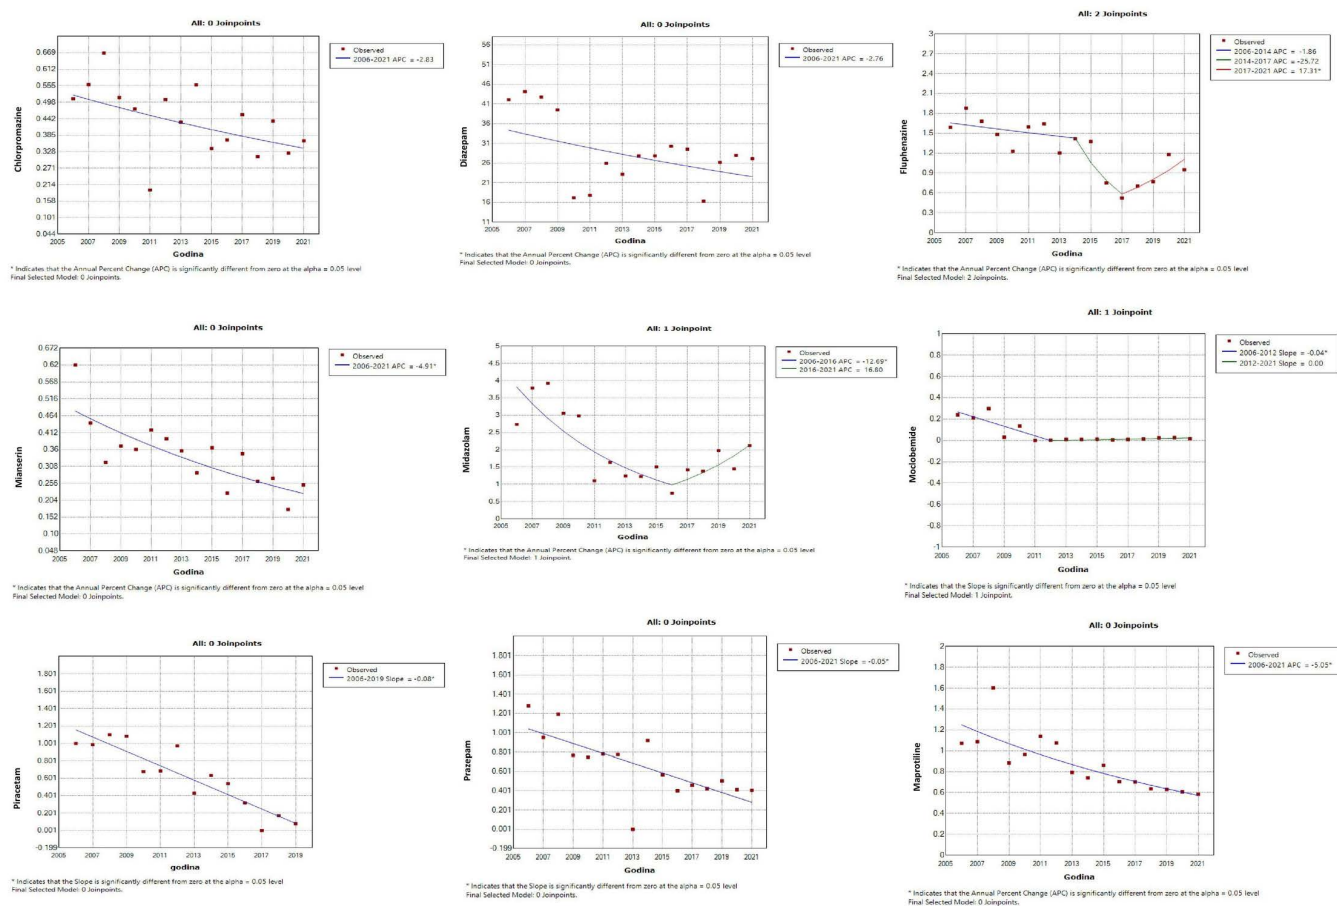 All: 0 Joinpoints
Chlorpromazine
0.669
0.612
0.555
0.498
0.442
0.385
0.328
0.271
0.214
0.158
0.101
0.044
2005 2007 2009 2011 2013 2015 2017 2019 2021
Godina
Observed
2006-2021 APC = -2.83
* Indicates that the Annual Percent Change (APC) is significantly different from zero at the alpha = 0.05 level
Final Selected Model: 0 Joinpoints.
All: 0 Joinpoints
Diazepam
56
51
46
41
36
31
26
21
16
11
2005 2007 2009 2011 2013 2015 2017 2019 2021
Godina
Observed
2006-2021 APC = -2.76
* Indicates that the Annual Percent Change (APC) is significantly different from zero at the alpha = 0.05 level
Final Selected Model: 0 Joinpoints.
All: 2 Joinpoints
Fluphenazine
3
2.7
2.4
2.1
1.8
1.5
1.2
0.9
0.6
0.3
0
2005 2007 2009 2011 2013 2015 2017 2019 2021
Godina
Observed
2006-2014 APC = -1.86
2014-2017 APC = -25.72
2017-2021 APC = 17.31*
* Indicates that the Annual Percent Change (APC) is significantly different from zero at the alpha = 0.05 level
Final Selected Model: 2 Joinpoints.
All: 0 Joinpoints
Mianserin
0.672
0.62
0.568
0.516
0.464
0.412
0.36
0.308
0.256
0.204
0.152
0.10
0.048
2005 2007 2009 2011 2013 2015 2017 2019 2021
Godina
Observed
2006-2021 APC = -4.91*
* Indicates that the Annual Percent Change (APC) is significantly different from zero at the alpha = 0.05 level
Final Selected Model: 0 Joinpoints.
All: 1 Joinpoint
Midazolam
5
4.5
4
3.5
3
2.5
2
1.5
1
0.5
0
2005 2007 2009 2011 2013 2015 2017 2019 2021
Godina
Observed
2006-2016 APC = -12.69*
2016-2021 APC = 16.80
* Indicates that the Annual Percent Change (APC) is significantly different from zero at the alpha = 0.05 level
Final Selected Model: 1 Joinpoint.
All: 1 Joinpoint
Moclobemide
1
0.8
0.6
0.4
0.2
0
-0.2
-0.4
-0.6
-0.8
-1
2005 2007 2009 2011 2013 2015 2017 2019 2021
Godina
Observed
2006-2012 Slope = -0.04*
2012-2021 Slope = 0.00
* Indicates that the Slope is significantly different from zero at the alpha = 0.05 level
Final Selected Model: 1 Joinpoint.
All: 0 Joinpoints
Piracetam
1.801
1.601
1.401
1.201
1.001
0.801
0.601
0.401
0.201
0.001
-0.199
2005 2007 2009 2011 2013 2015 2017 2019
godina
Observed
2006-2019 Slope = -0.08*
* Indicates that the Slope is significantly different from zero at the alpha = 0.05 level
Final Selected Model: 0 Joinpoints.
All: 0 Joinpoints
Prazepam
1.801
1.601
1.401
1.201
1.001
0.801
0.601
0.401
0.201
0.001
-0.199
2005 2007 2009 2011 2013 2015 2017 2019 2021
Godina
Observed
2006-2021 Slope = -0.05*
* Indicates that the Slope is significantly different from zero at the alpha = 0.05 level
Final Selected Model: 0 Joinpoints.
All: 0 Joinpoints
Maprotiline
2
1.8
1.6
1.4
1.2
1
0.8
0.6
0.4
0.2
0
2005 2007 2009 2011 2013 2015 2017 2019 2021
Godina
Observed
2006-2021 APC = -5.05*
* Indicates that the Annual Percent Change (APC) is significantly different from zero at the alpha = 0.05 level
Final Selected Model: 0 Joinpoints.